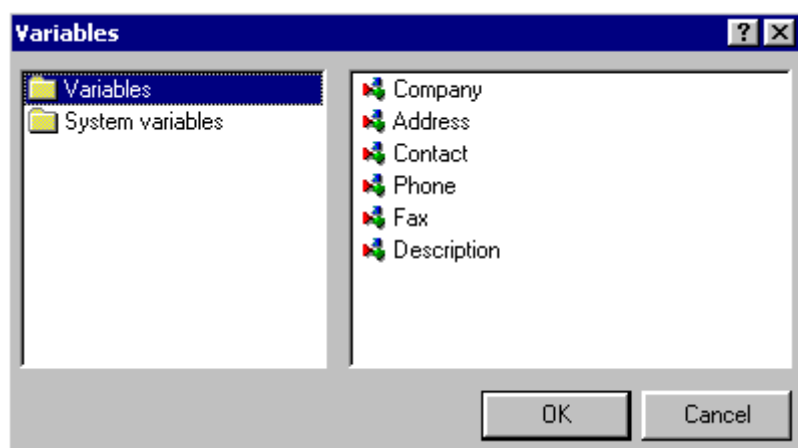 Variables
Variables
System variables
Company
Address
Contact
Phone
Fax
Description
OK
Cancel